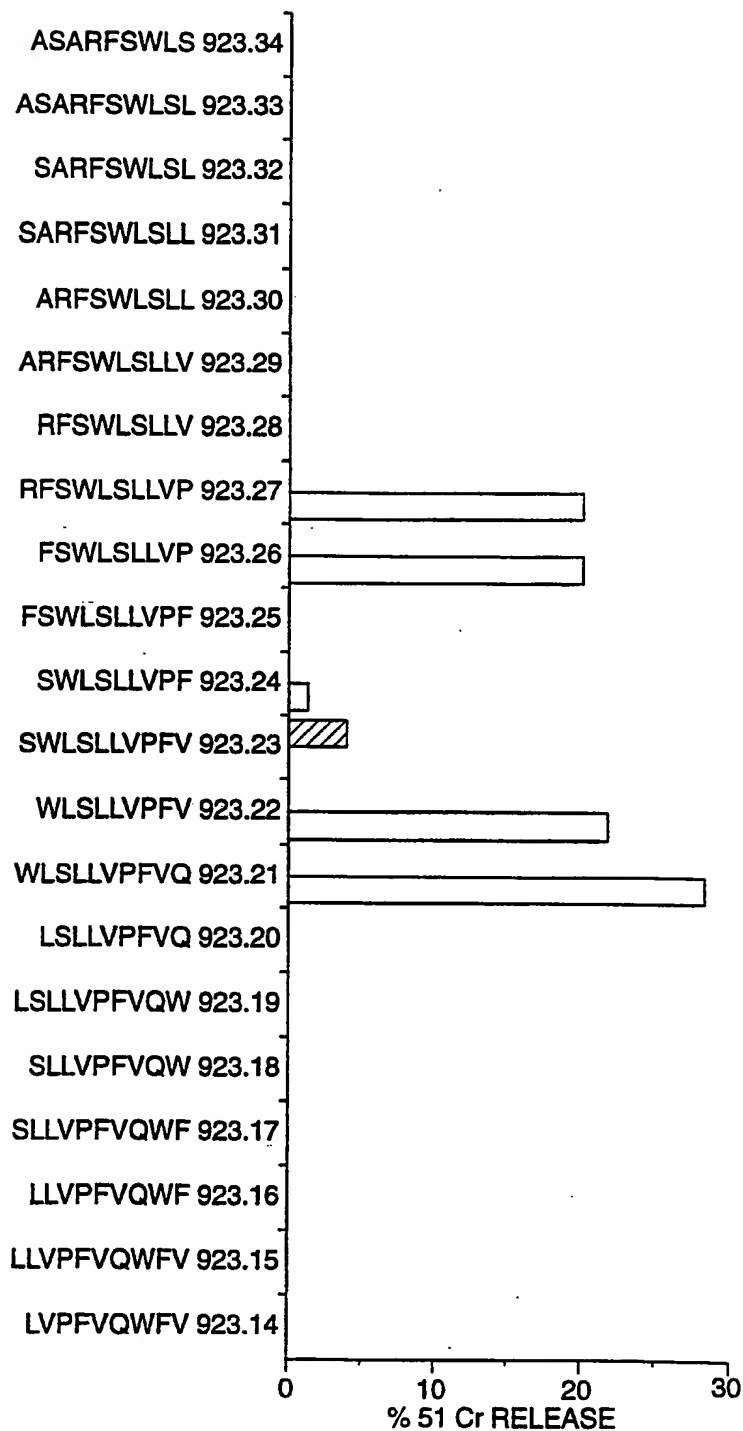 ASARFSWLS 923.34
ASARFSWLSL 923.33
SARFSWLSL 923.32
SARFSWLSLL 923.31
ARFSWLSLL 923.30
ARFSWLSLLV 923.29
RFSWLSLLV 923.28
RFSWLSLLVP 923.27
FSWLSLLVP 923.26
FSWLSLLVPF 923.25
SWLSLLVPF 923.24
SWLSLLVPFV 923.23
WLSLLVPFV 923.22
WLSLLVPFVQ 923.21
LSLLVPFVQ 923.20
LSLLVPFVQW 923.19
SLLVPFVQW 923.18
SLLVPFVQWF 923.17
LLVPFVQWF 923.16
LLVPFVQWFV 923.15
LVPFVQWFV 923.14
0 10 20 30
% 51 Cr RELEASE